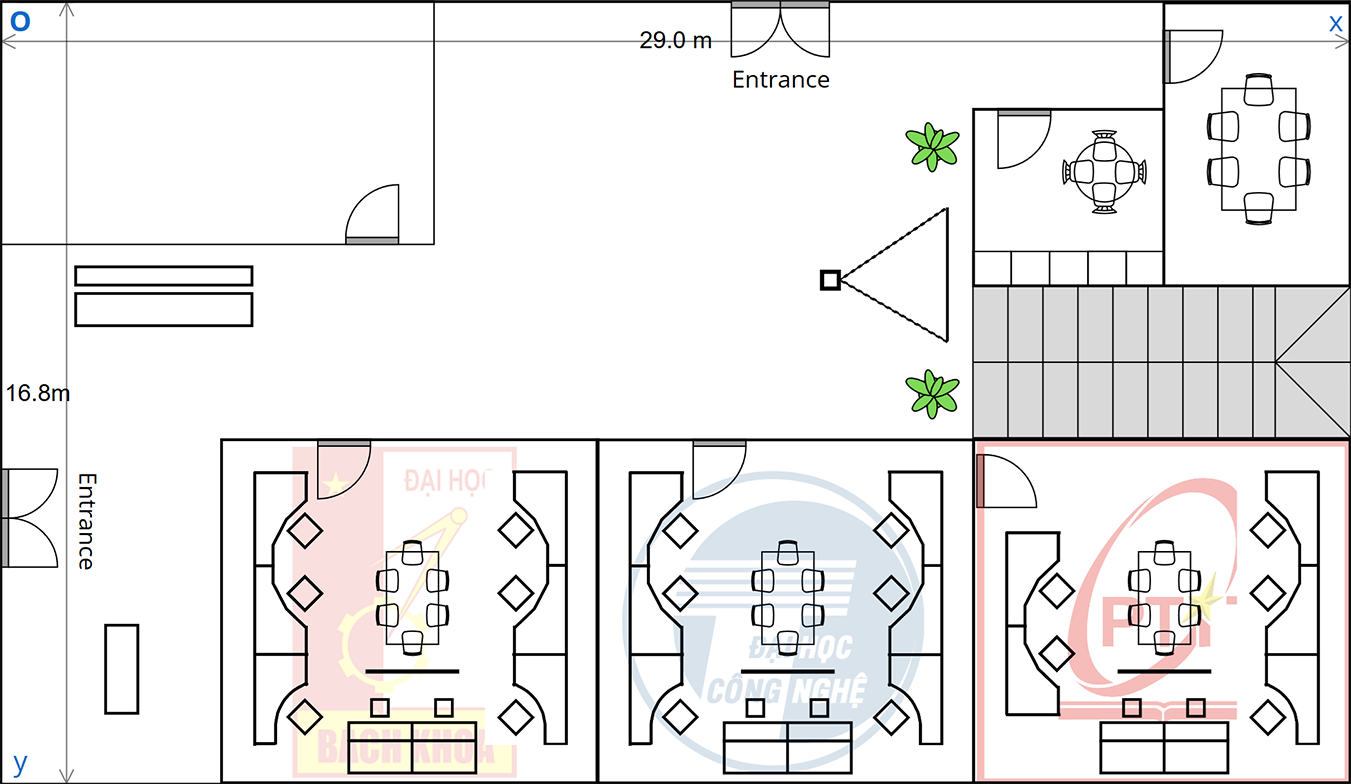 O
x
29.0 m
Entrance
16.8m
Entrance
y
ĐẠI HỌC
BÁCH KHOA
ĐẠI HỌC
CÔNG NGHỆ
PTiT